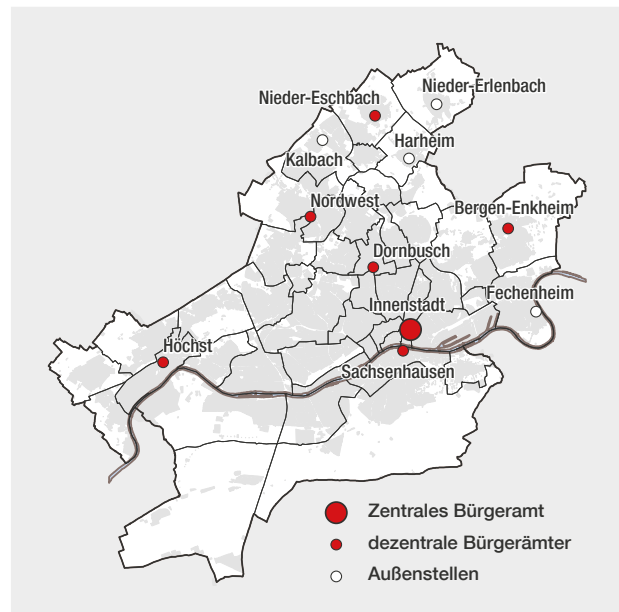 Nieder-Erlenbach
Nieder-Eschbach
Harheim
Kalbach
Nordwest
Bergen-Enkheim
Dornbusch
Fechenheim
Innenstadt
Höchst
Sachsenhausen
Zentrales Bürgeramt
dezentrale Bürgerämter
Außenstellen